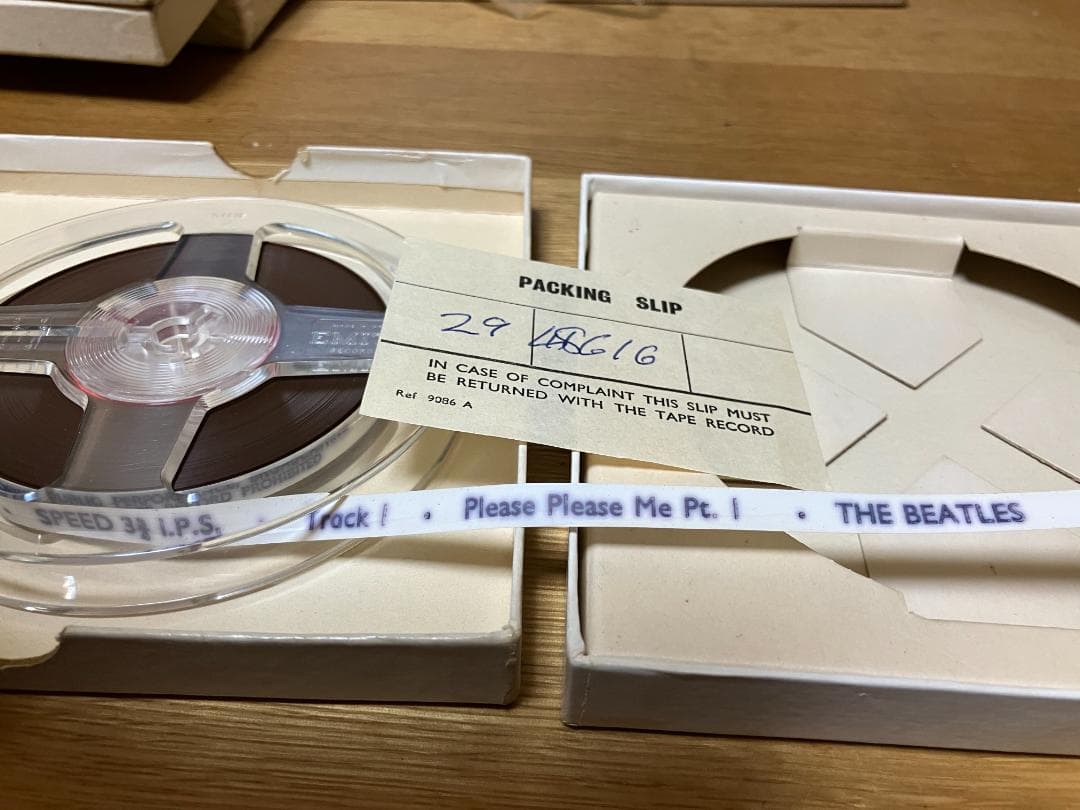 PACKING SLIP
29
IN CASE OF COMPLAINT THIS SLIP MUST
BE RETURNED WITH THE TAPE RECORD
Ref 9086 A
PROHIBITED
SPEED 3¾ I.P.S. • Track 1 • Please Please Me Pt. 1 • THE BEATLES